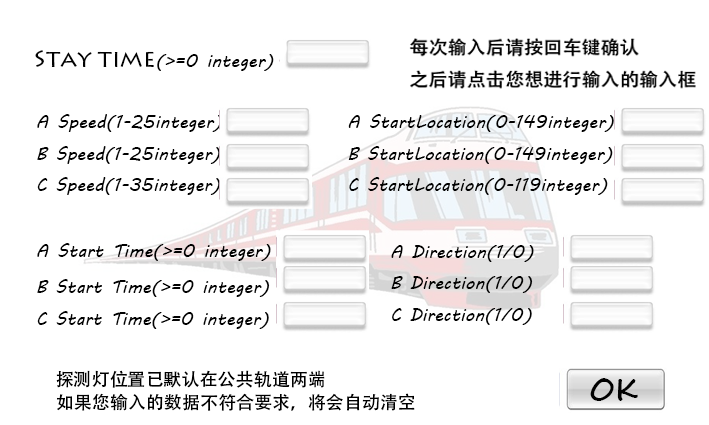 STAY TIME(>=0 integer)
每次输入后请按回车键确认
之后请点击您想进行输入的输入框
A Speed(1-25integer)
A StartLocation(0-149integer)
B Speed(1-25integer)
B StartLocation(0-149integer)
C Speed(1-35integer)
C StartLocation(0-119integer)
A Start Time(>=0 integer)
A Direction(1/0)
B Start Time(>=0 integer)
B Direction(1/0)
C Start Time(>=0 integer)
C Direction(1/0)
探测灯位置已默认在公共轨道两端
如果您输入的数据不符合要求，将会自动清空
OK